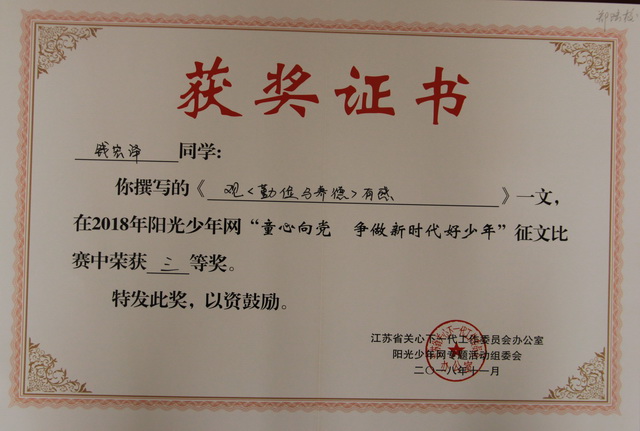 获奖证书
钱宏泽 同学:
你撰写的《观《勤俭与养德》有感》一文,
在2018年阳光少年网“童心向党 争做新时代好少年”征文比
赛中荣获三等奖。
特发此奖,以资鼓励。
江苏省关心下一代工作委员会办公室
阳光少年网专题活动组委会
二〇一八年十一月